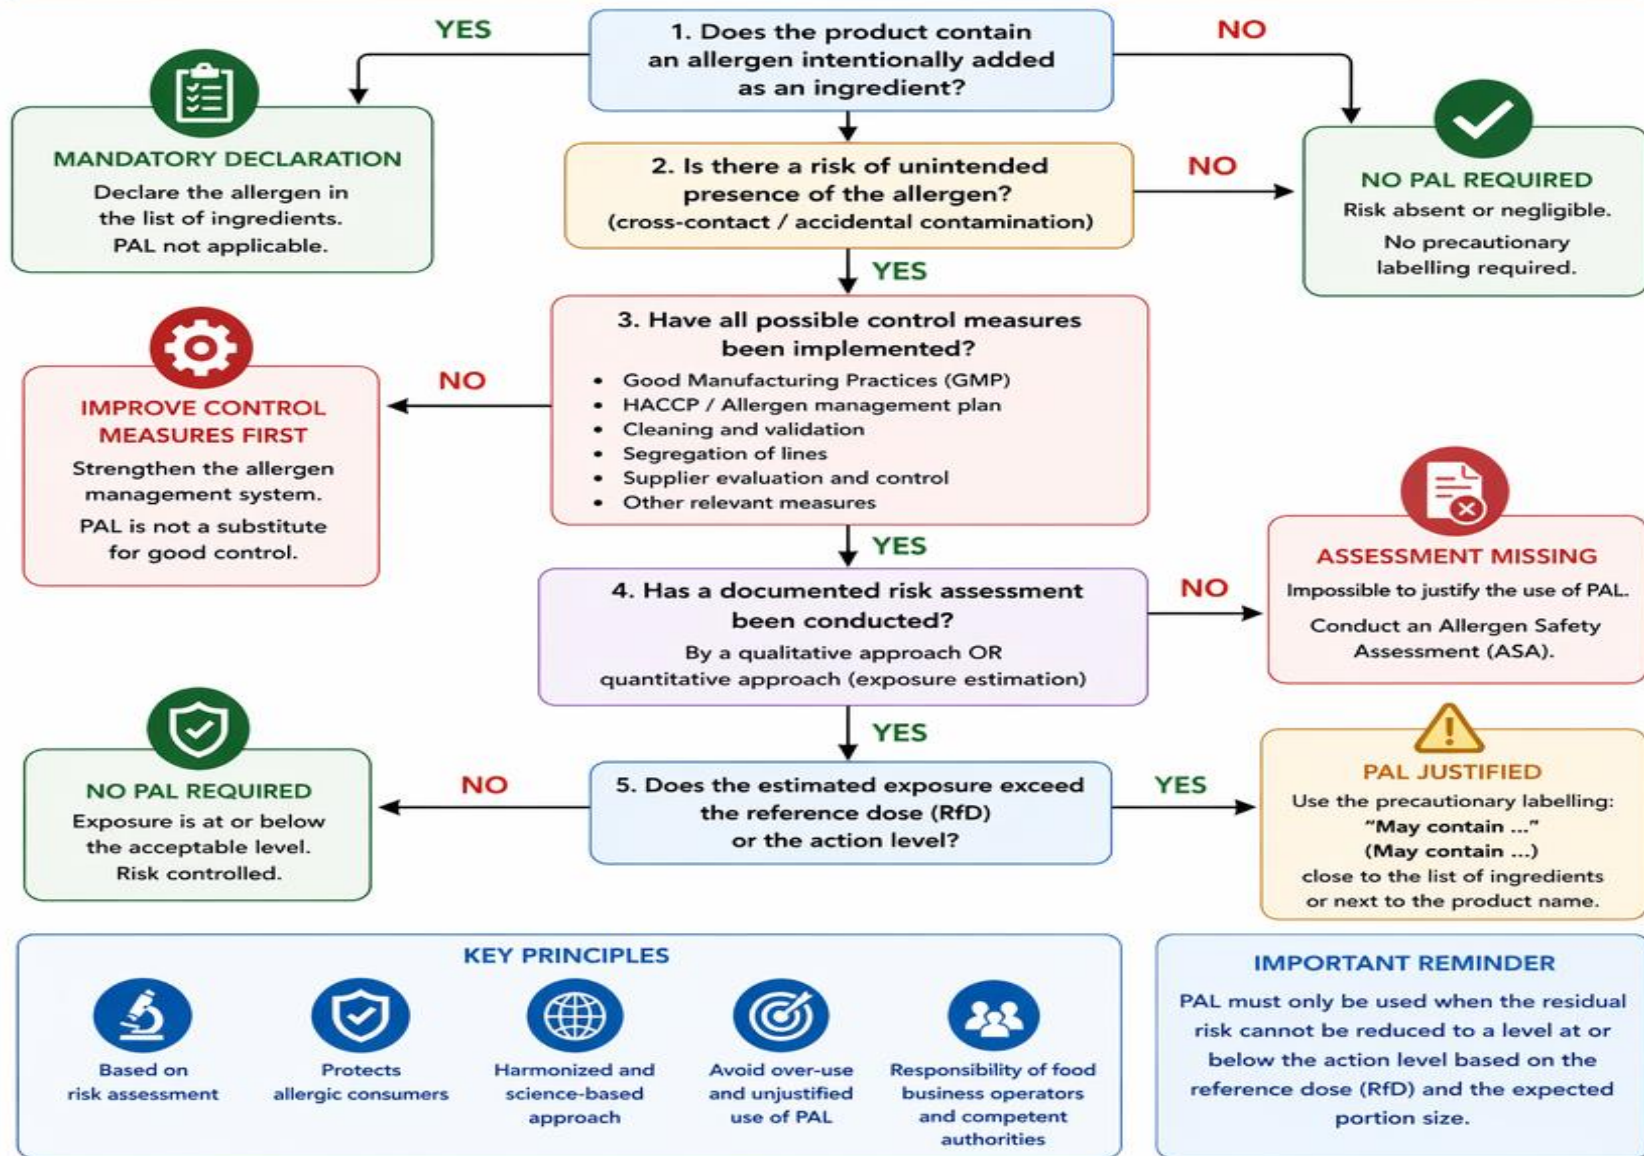 YES
1. Does the product contain
an allergen intentionally added
as an ingredient?
NO
MANDATORY DECLARATION
Declare the allergen in
the list of ingredients.
PAL not applicable.
2. Is there a risk of unintended
presence of the allergen?
(cross-contact / accidental contamination)
NO
NO PAL REQUIRED
Risk absent or negligible.
No precautionary
labelling required.
YES
3. Have all possible control measures
been implemented?
• Good Manufacturing Practices (GMP)
• HACCP / Allergen management plan
• Cleaning and validation
• Segregation of lines
• Supplier evaluation and control
• Other relevant measures
NO
IMPROVE CONTROL
MEASURES FIRST
Strengthen the allergen
management system.
PAL is not a substitute
for good control.
YES
4. Has a documented risk assessment
been conducted?
By a qualitative approach OR
quantitative approach (exposure estimation)
NO
ASSESSMENT MISSING
Impossible to justify the use of PAL.
Conduct an Allergen Safety
Assessment (ASA).
YES
5. Does the estimated exposure exceed
the reference dose (RfD)
or the action level?
NO
NO PAL REQUIRED
Exposure is at or below
the acceptable level.
Risk controlled.
YES
PAL JUSTIFIED
Use the precautionary labelling:
"May contain ..."
(May contain ...)
close to the list of ingredients
or next to the product name.
KEY PRINCIPLES
Based on
risk assessment
Protects
allergic consumers
Harmonized and
science-based
approach
Avoid over-use
and unjustified
use of PAL
Responsibility of food
business operators
and competent
authorities
IMPORTANT REMINDER
PAL must only be used when the residual
risk cannot be reduced to a level at or
below the action level based on the
reference dose (RfD) and the expected
portion size.